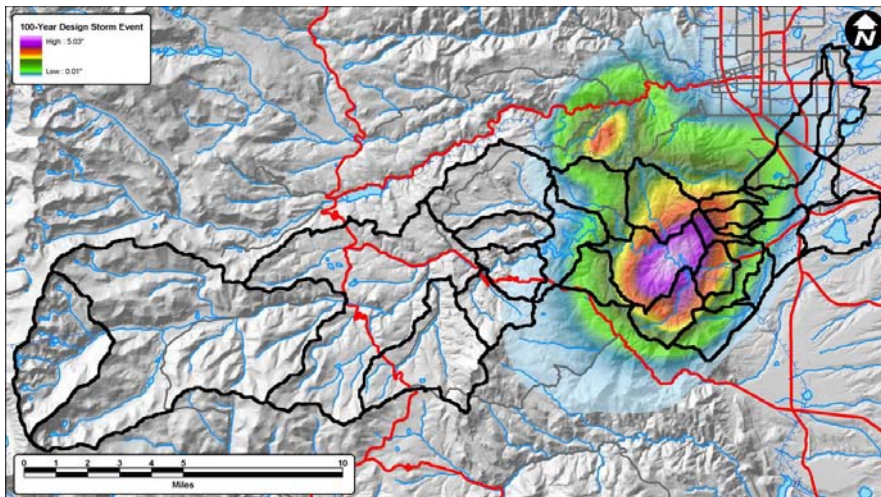 100-Year Design Storm Event
High : 5.03"
Low : 0.01"
N
0 1 2 3 4 5 10
Miles